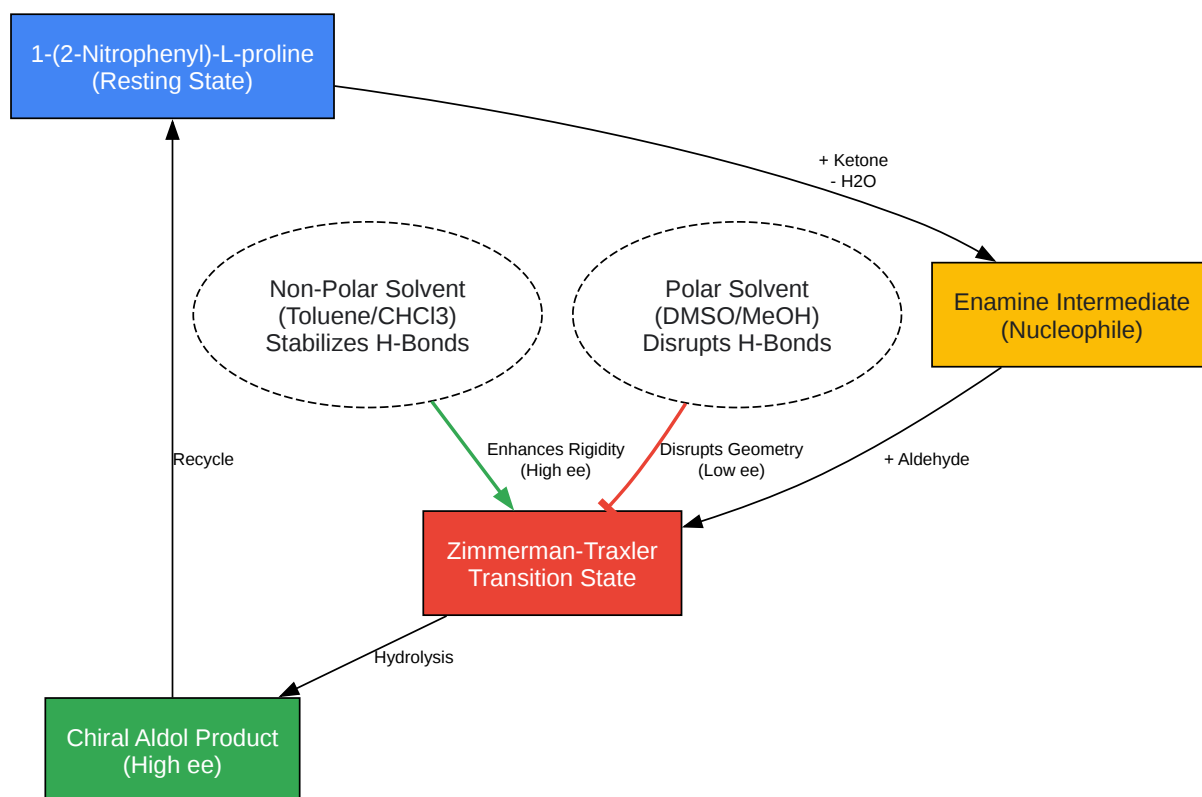 1-(2-Nitrophenyl)-L-proline
(Resting State)
+ Ketone
- H2O
Non-Polar Solvent
(Toluene/CHCl3)
Stabilizes H-Bonds
Polar Solvent
(DMSO/MeOH)
Disrupts H-Bonds
Enamine Intermediate
(Nucleophile)
Recycle
Enhances Rigidity
(High ee)
Disrupts Geometry
(Low ee)
+ Aldehyde
Zimmerman-Traxler
Transition State
Hydrolysis
Chiral Aldol Product
(High ee)